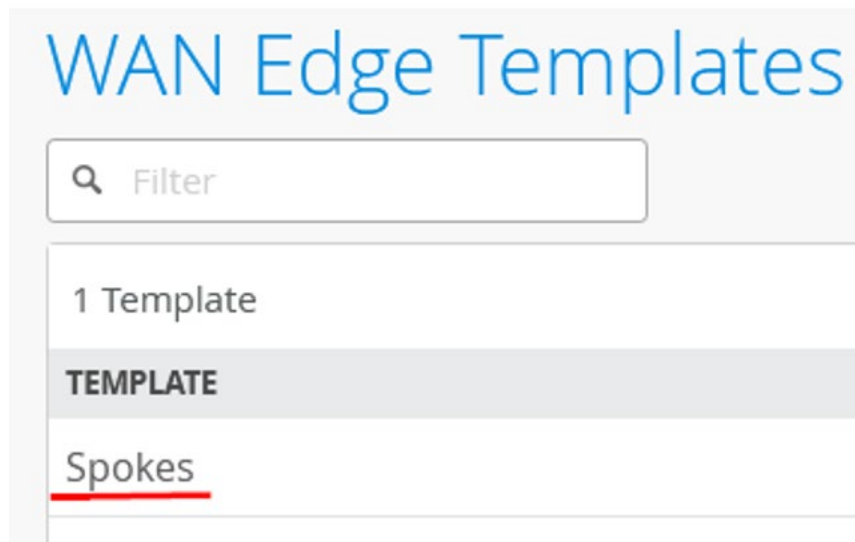 WAN Edge Templates
Filter
1 Template
TEMPLATE
Spokes